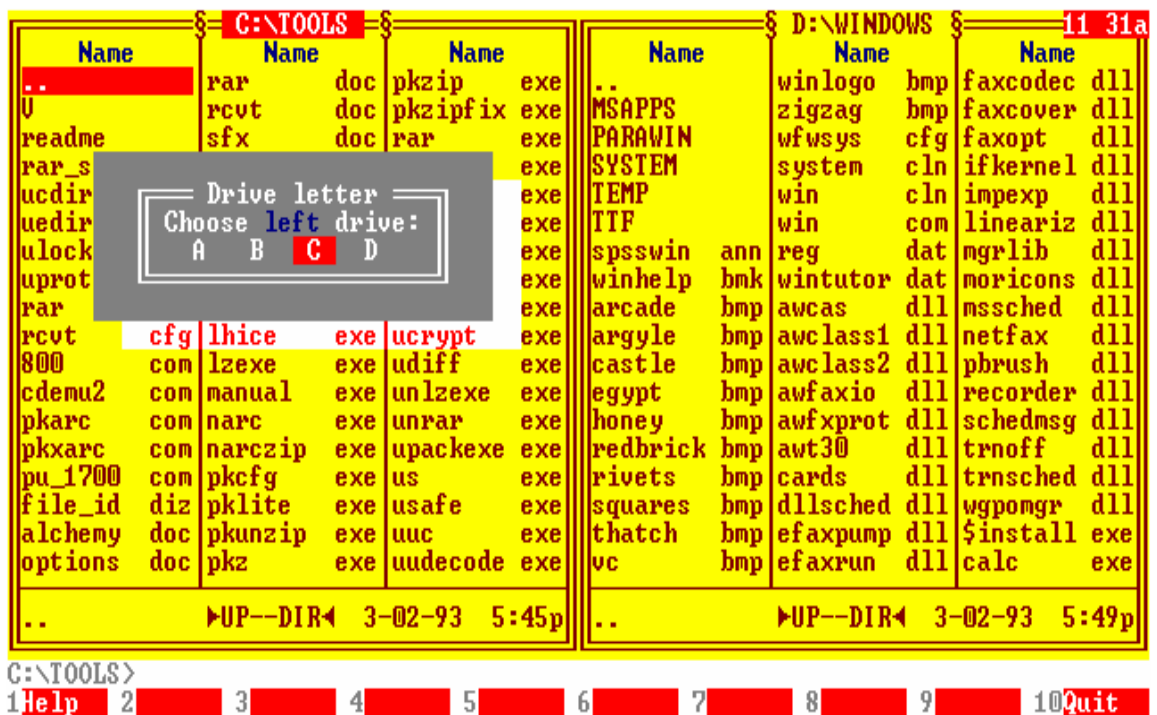 C:\TOOLS D:\WINDOWS 11 31a
Name Name Name Name Name Name
.. rar doc pkzip exe .. winlogo bmp faxcodec dll
V rcvt doc pkzipfix exe MSAPPS zigzag bmp faxcover dll
readme sfx doc rar exe PARAWIN wfwsys cfg faxopt dll
rar_s exe SYSTEM system cln ifkernel dll
ucdir Drive letter exe TEMP win cln impexp dll
uedir Choose left drive: exe TTF win com lineariz dll
ulock A B C D exe spsswin ann reg dat mgrlib dll
uprot exe winhelp bmk wintutor dat moricons dll
rar exe arcade bmp awcas dll mssched dll
rcvt cfg lhice exe ucrypt exe argyle bmp awclass1 dll netfax dll
800 com lzexe exe udiff exe castle bmp awclass2 dll pbrush dll
cdemu2 com manual exe unlzexe exe egypt bmp awfaxio dll recorder dll
pkarc com narc exe unrar exe honey bmp awfxprot dll schedmsg dll
pkxarc com narczip exe upackexe exe redbrick bmp awt30 dll trnoff dll
pu_1700 com pkcfg exe us exe rivets bmp cards dll trnsched dll
file_id diz pklite exe usafe exe squares bmp dllsched dll wgpomgr dll
alchemy doc pkunzip exe uuc exe thatch bmp efaxpump dll $install exe
options doc pkz exe uudecode exe vc bmp efaxrun dll calc exe
.. ►UP--DIR◄ 3-02-93 5:45p .. ►UP--DIR◄ 3-02-93 5:49p
C:\TOOLS>
1Help 2 3 4 5 6 7 8 9 10Quit